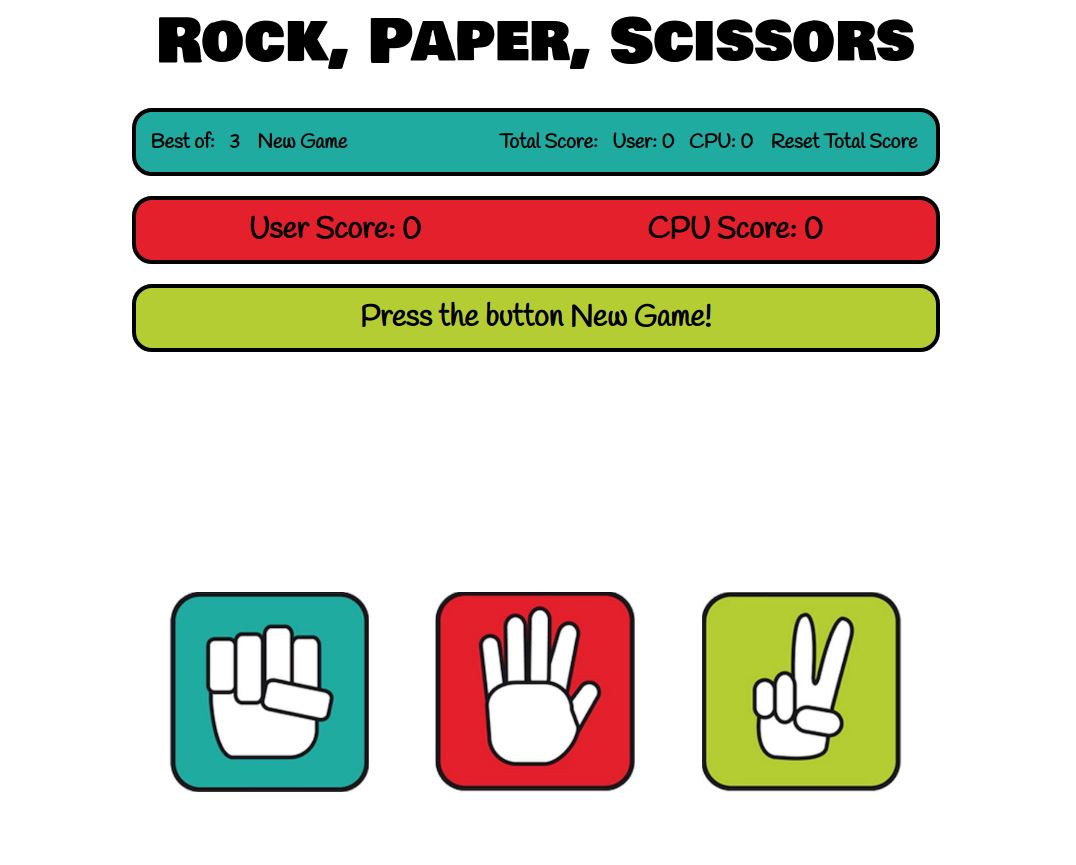 Rock, Paper, Scissors
Best of: 3 New Game Total Score: User: 0 CPU: 0 Reset Total Score
User Score: 0 CPU Score: 0
Press the button New Game!